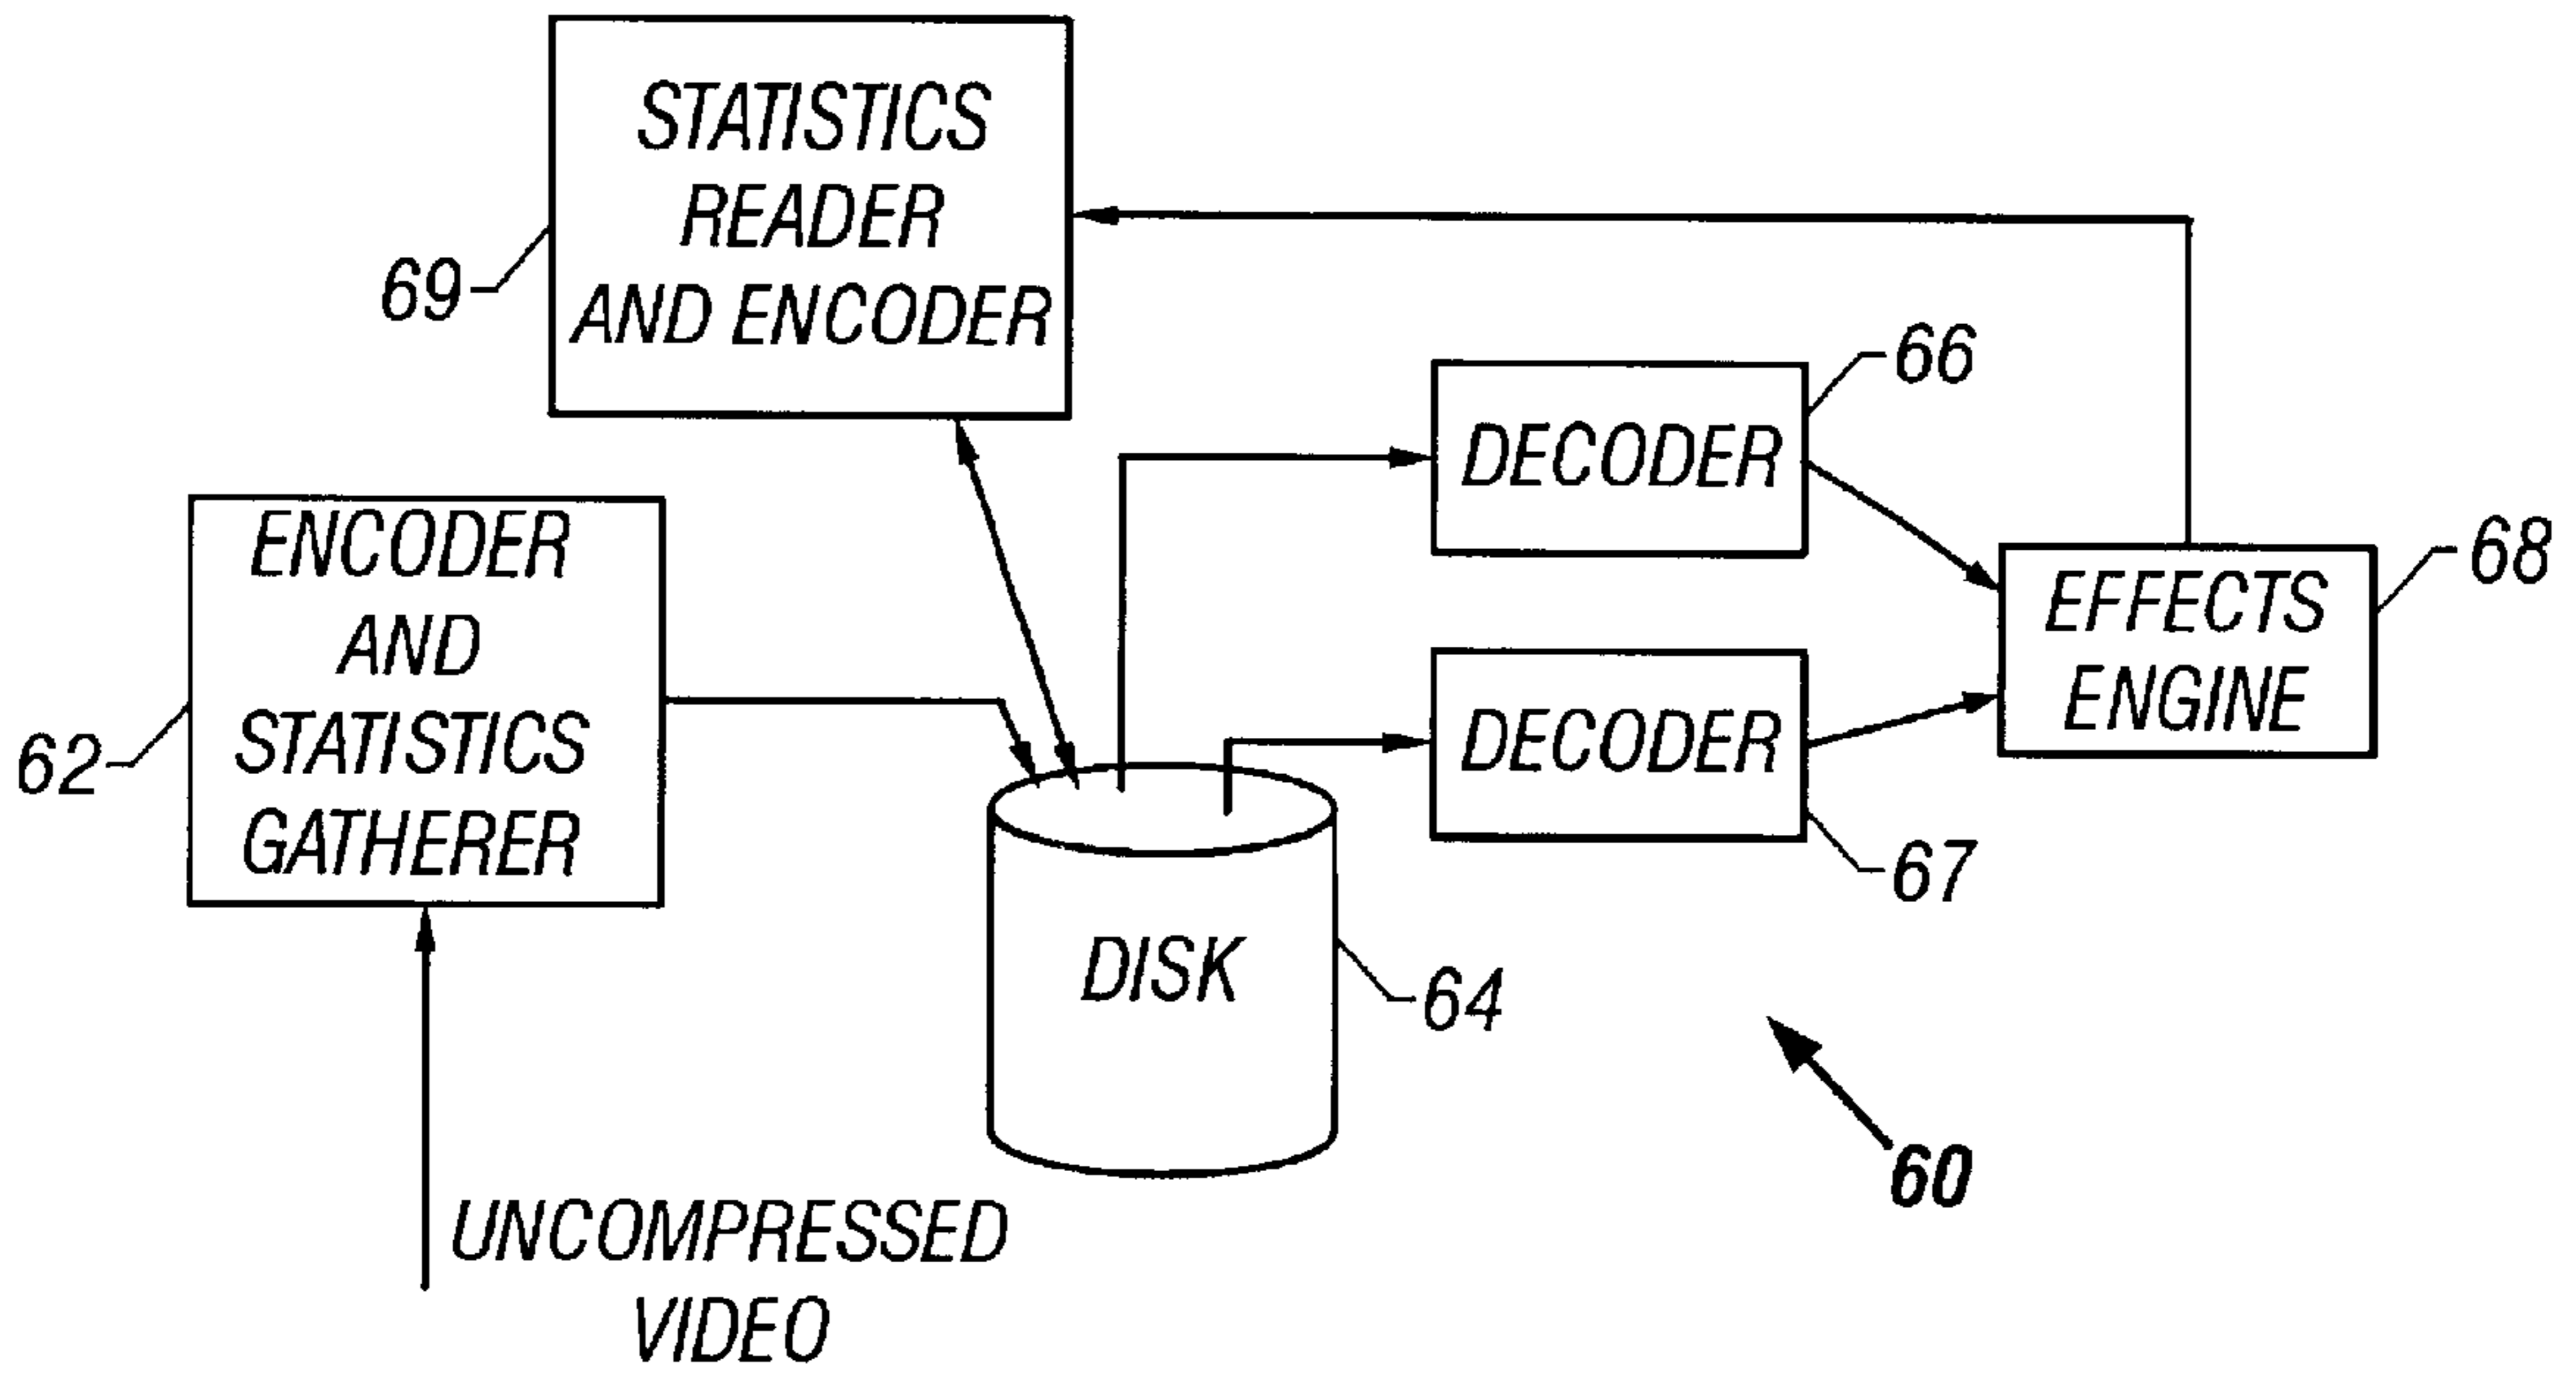 STATISTICS
READER
AND ENCODER
69
66
DECODER
68
EFFECTS
ENGINE
ENCODER
AND
STATISTICS
GATHERER
62
DECODER
67
DISK
64
60
UNCOMPRESSED
VIDEO